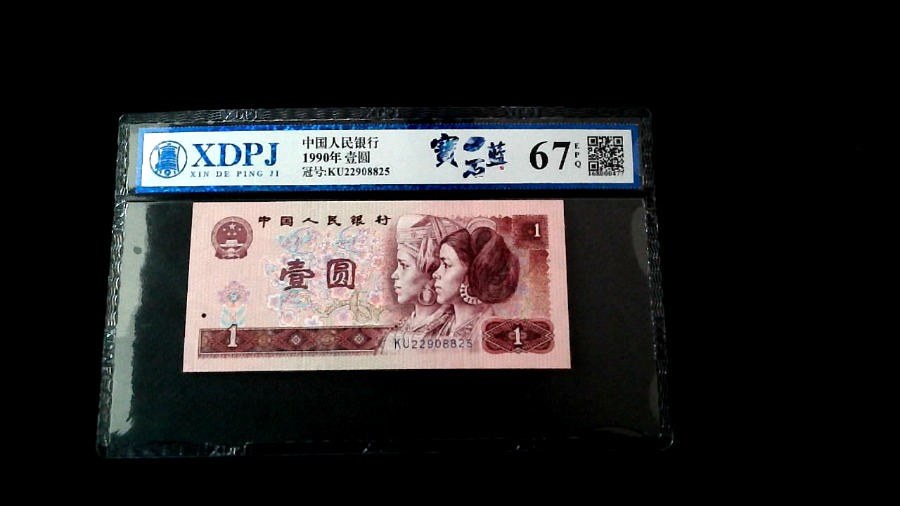 XDPJ
XIN DE PING JI
中国人民银行
1990年 壹圆
冠号:KU22908825
67
EPQ
中国人民银行
壹圆
1
1
KU22908825
1